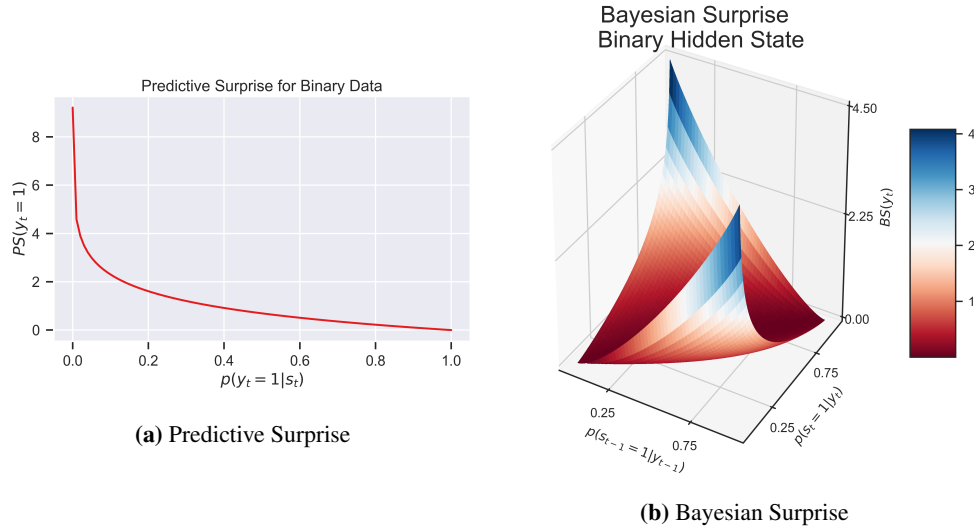 Predictive Surprise for Binary Data
PS(y_t = 1)
8
6
4
2
0
0.0 0.2 0.4 0.6 0.8 1.0
p(y_t = 1|s_t)
(a) Predictive Surprise
Bayesian Surprise
Binary Hidden State
4.50
2.25
0.00
BS(y_t)
0.25
0.75
p(s_{t−1} = 1|y_{t−1})
0.25
0.75
p(s_t = 1|y_t)
4
3
2
1
(b) Bayesian Surprise